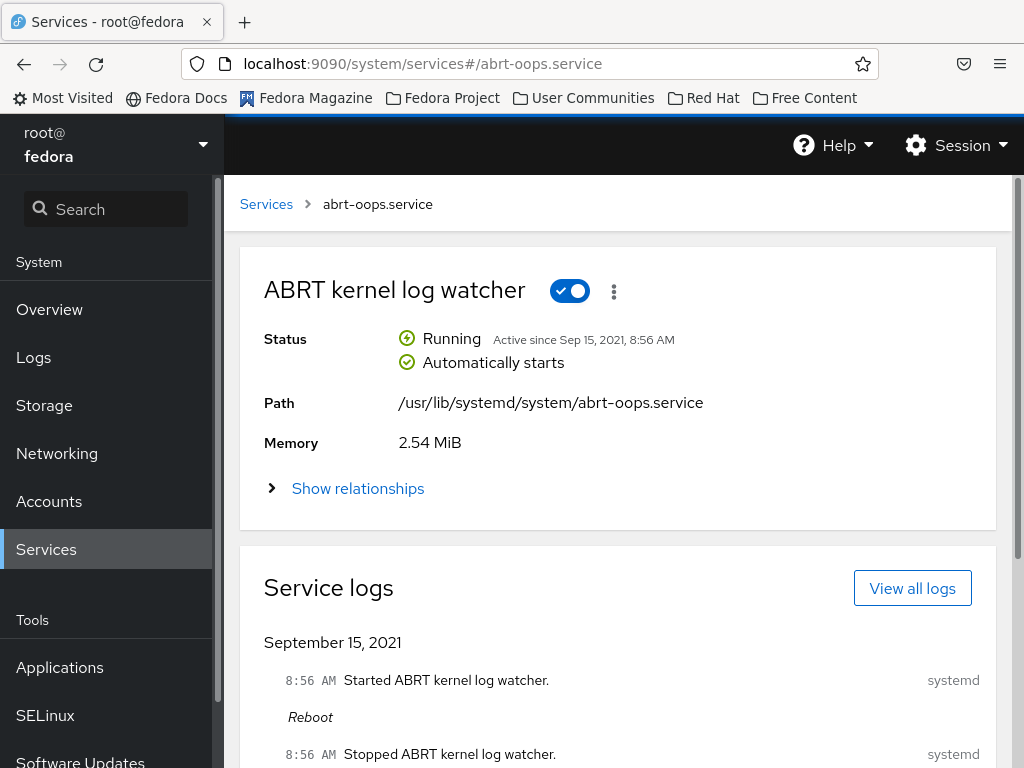 Services - root@fedora
localhost:9090/system/services#/abrt-oops.service
Most Visited Fedora Docs Fedora Magazine Fedora Project User Communities Red Hat Free Content
root@
fedora
Help Session
Search
System
Overview
Logs
Storage
Networking
Accounts
Services
Tools
Applications
SELinux
Software Updates
Services > abrt-oops.service
ABRT kernel log watcher
Status Running Active since Sep 15, 2021, 8:56 AM
Automatically starts
Path /usr/lib/systemd/system/abrt-oops.service
Memory 2.54 MiB
Show relationships
Service logs View all logs
September 15, 2021
8:56 AM Started ABRT kernel log watcher. systemd
Reboot
8:56 AM Stopped ABRT kernel log watcher. systemd